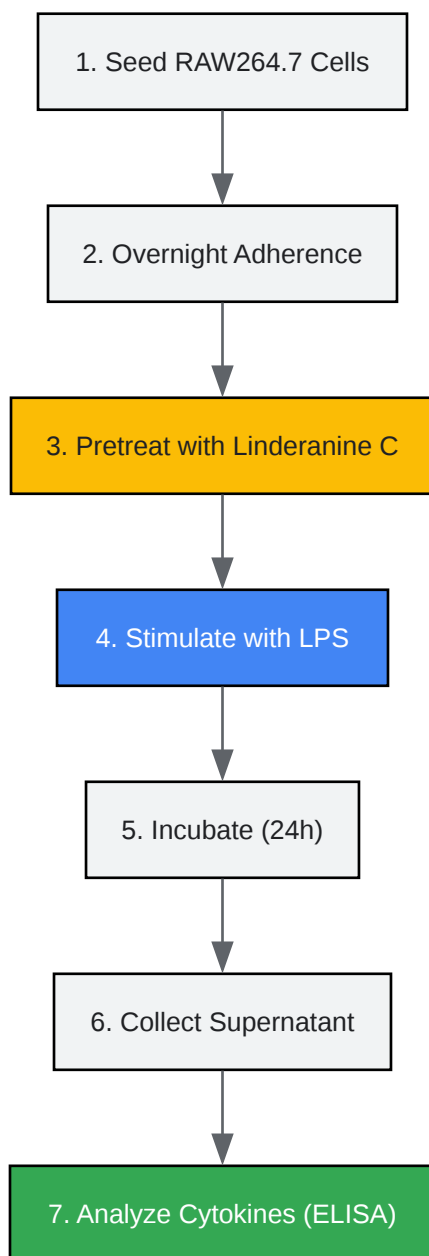 1. Seed RAW264.7 Cells
2. Overnight Adherence
3. Pretreat with Linderanine C
4. Stimulate with LPS
5. Incubate (24h)
6. Collect Supernatant
7. Analyze Cytokines (ELISA)